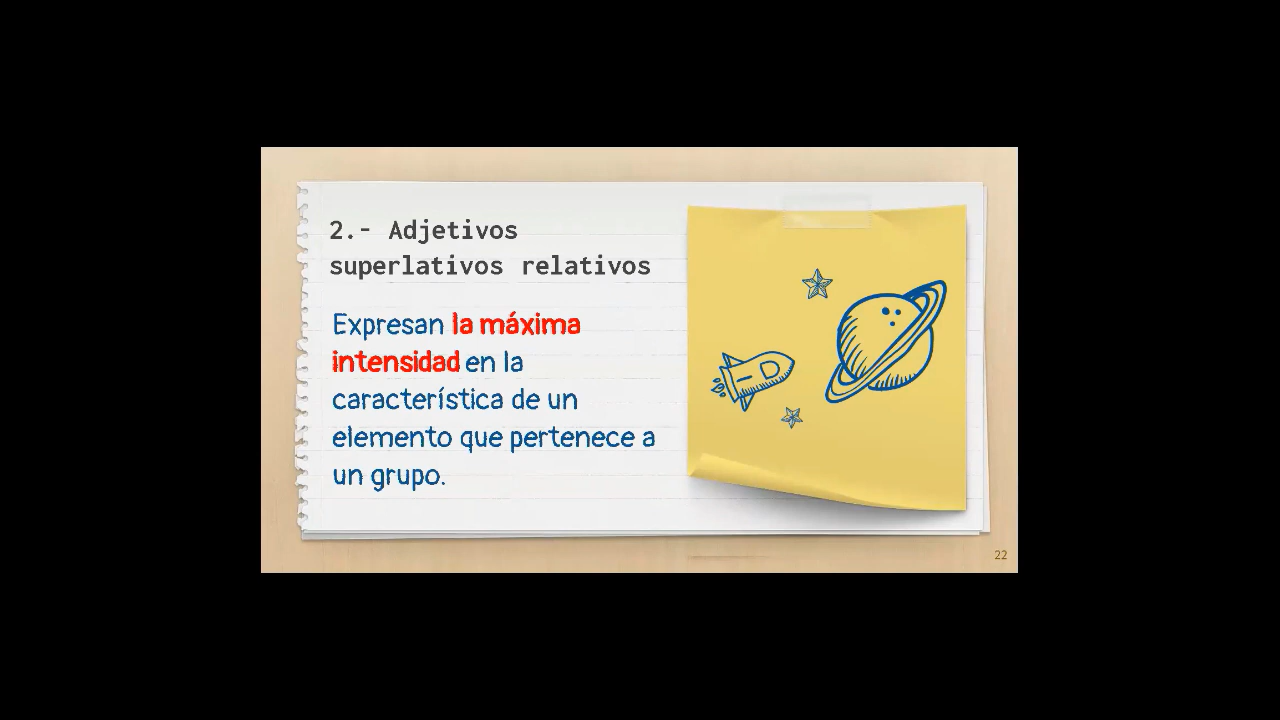 2.- Adjetivos
superlativos relativos
Expresan la máxima
intensidad en la
característica de un
elemento que pertenece a
un grupo.
22